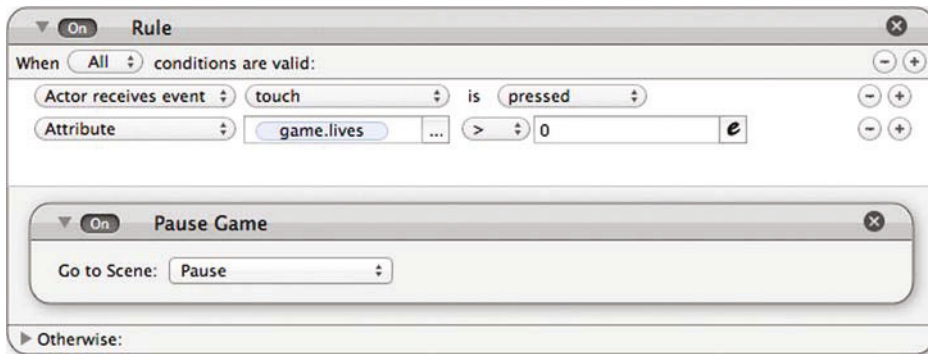 On Rule
When All conditions are valid:
Actor receives event touch is pressed
Attribute game.lives ... > 0 e
On Pause Game
Go to Scene: Pause
Otherwise: